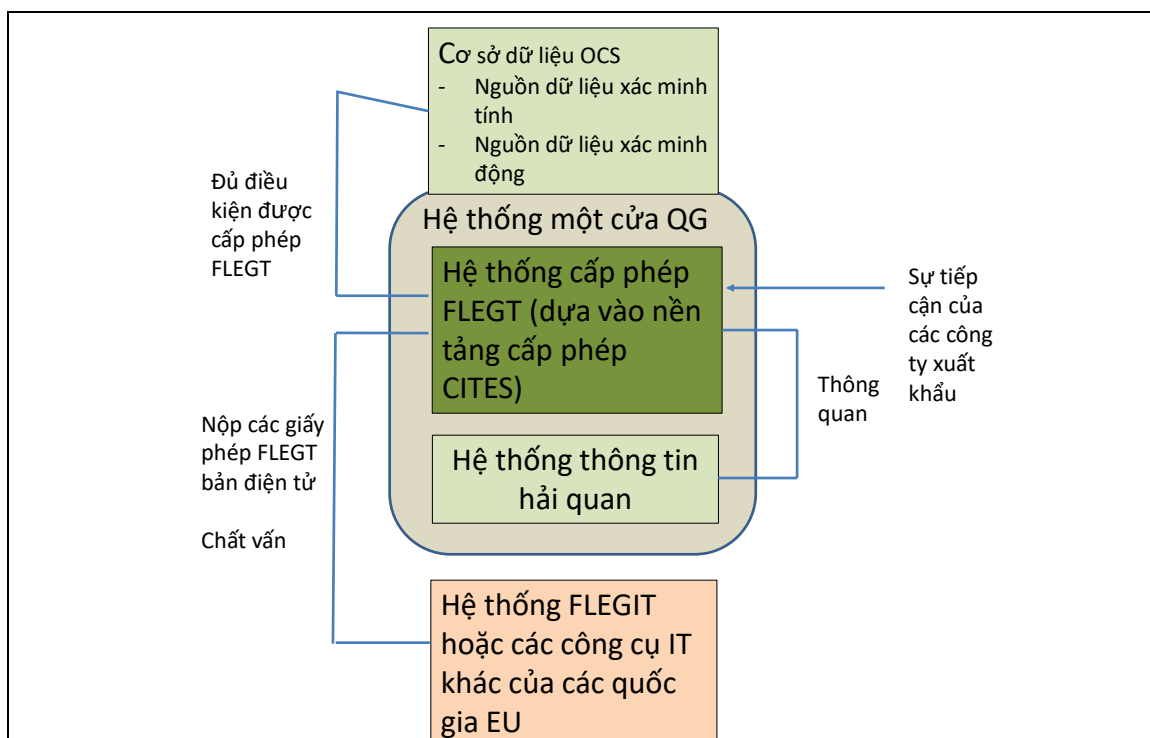 Cơ sở dữ liệu OCS
- Nguồn dữ liệu xác minh
tính
- Nguồn dữ liệu xác minh
động
Đủ điều
kiện được
cấp phép
FLEGT
Hệ thống một cửa QG
Hệ thống cấp phép
FLEGT (dựa vào nền
tảng cấp phép
CITES)
Sự tiếp
cận của
các công
ty xuất
khẩu
Thông
quan
Nộp các giấy
phép FLEGT
bản điện tử
Chất vấn
Hệ thống thông tin
hải quan
Hệ thống FLEGIT
hoặc các công cụ IT
khác của các quốc
gia EU